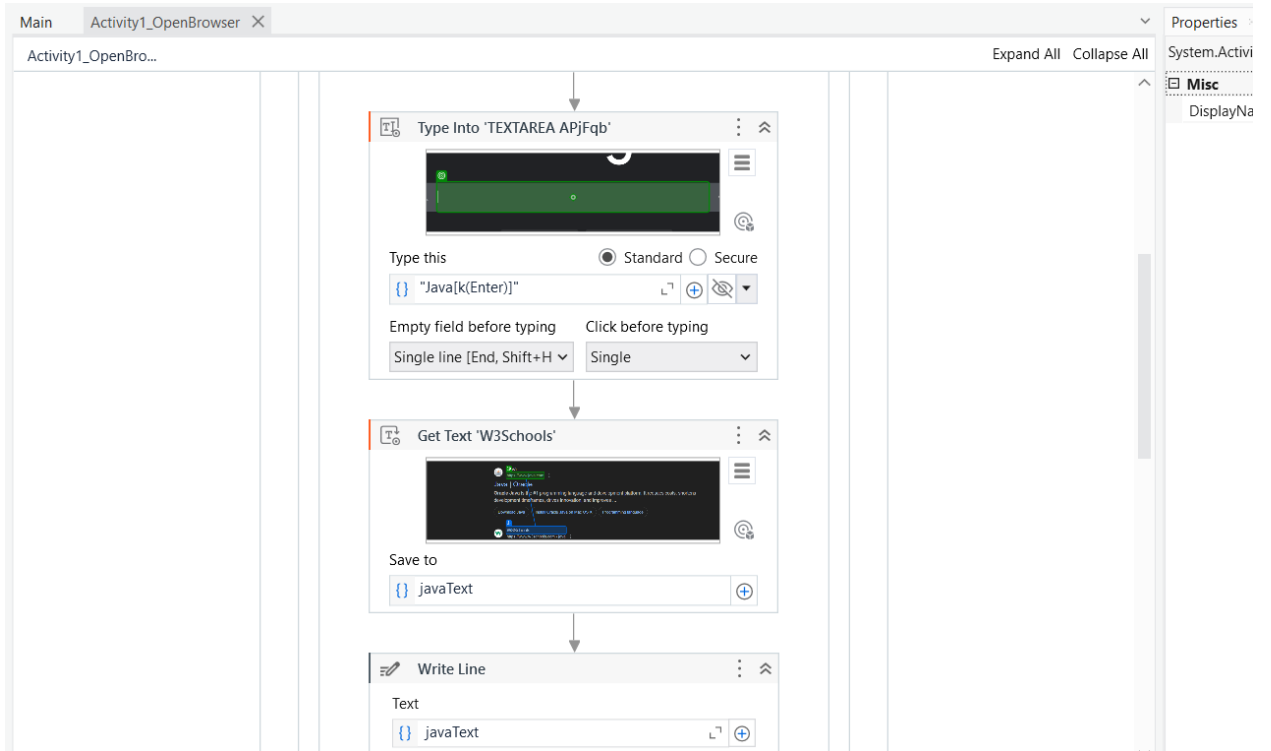 Main Activity1_OpenBrowser Properties
Activity1_OpenBro... Expand All Collapse All System.Activi
Misc
DisplayNa
Type Into 'TEXTAREA APjFqb'
Type this Standard Secure
{} "Java[k(Enter)]"
Empty field before typing Click before typing
Single line [End, Shift+H Single
Get Text 'W3Schools'
Java | Oracle
Save to
{} javaText
Write Line
Text
{} javaText